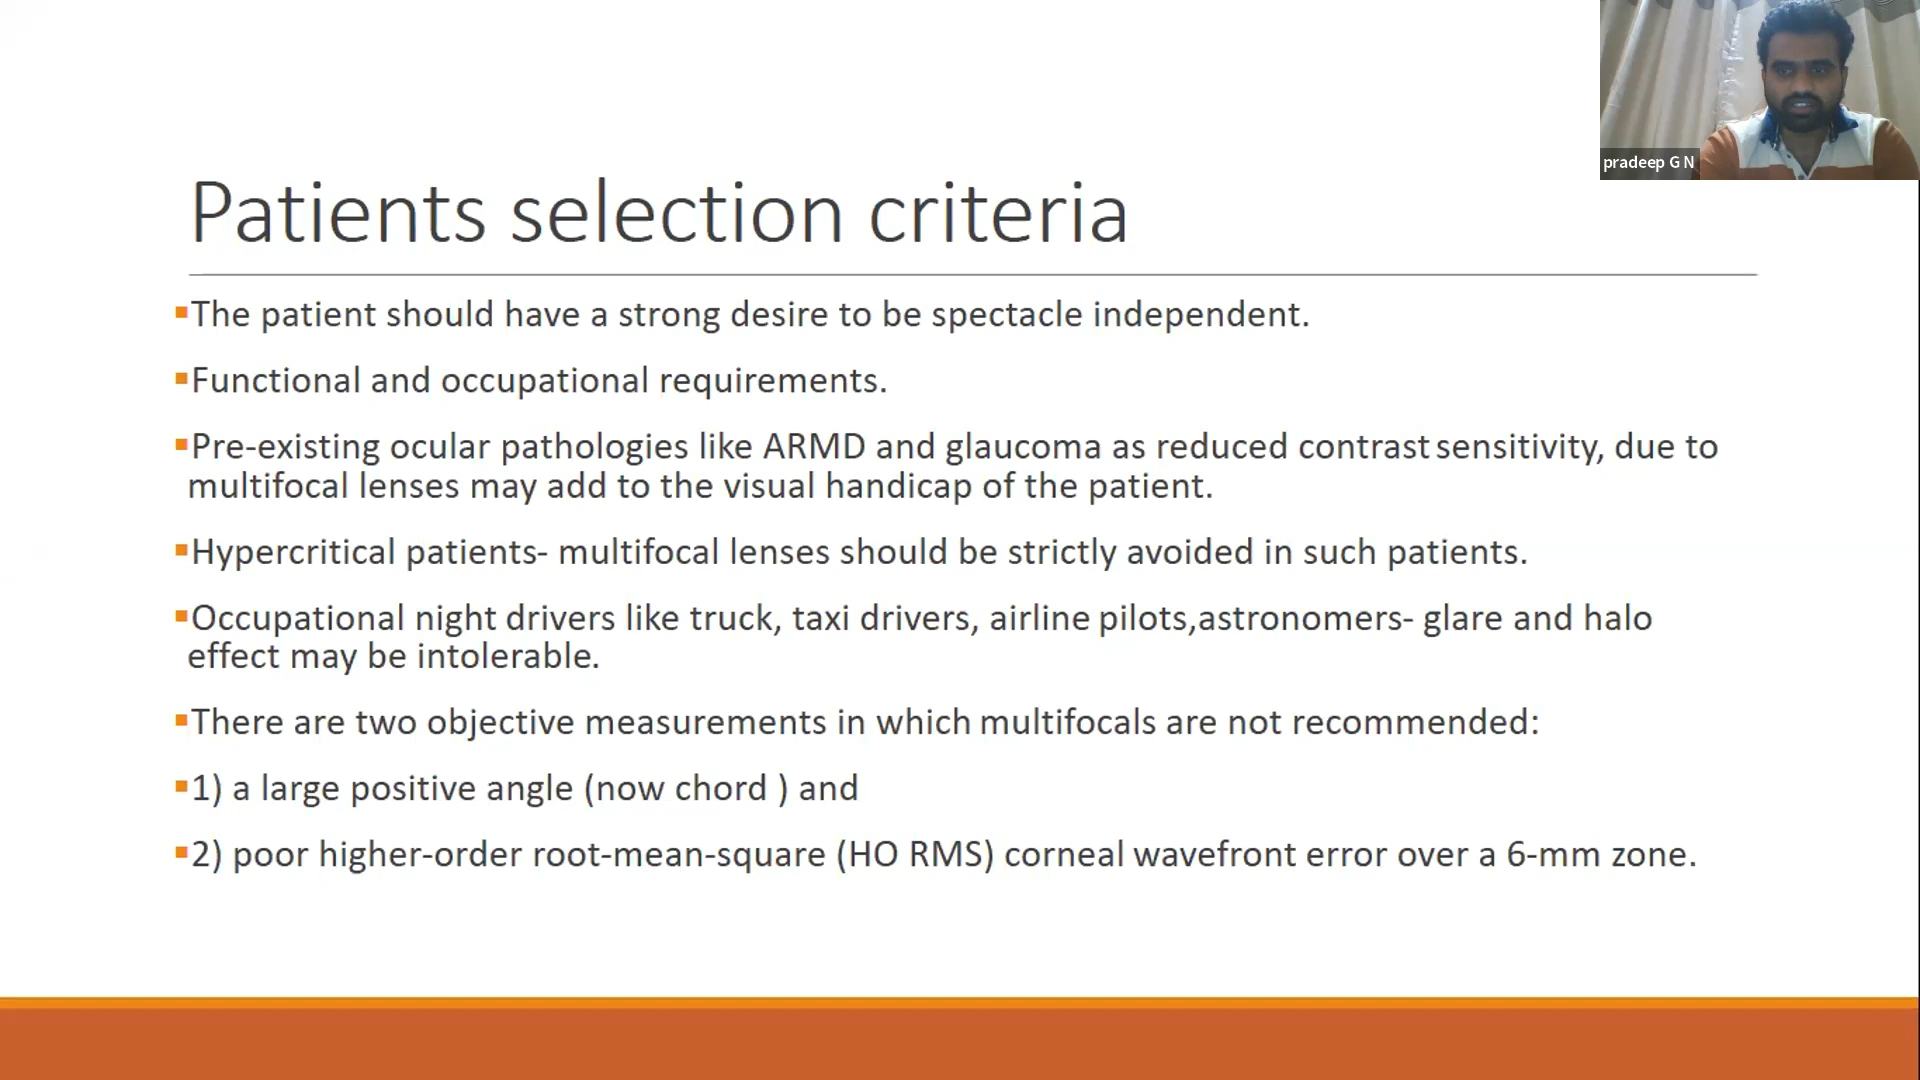 pradeep G N
Patients selection criteria
The patient should have a strong desire to be spectacle independent.
Functional and occupational requirements.
Pre-existing ocular pathologies like ARMD and glaucoma as reduced contrast sensitivity, due to
multifocal lenses may add to the visual handicap of the patient.
Hypercritical patients- multifocal lenses should be strictly avoided in such patients.
Occupational night drivers like truck, taxi drivers, airline pilots,astronomers- glare and halo
effect may be intolerable.
There are two objective measurements in which multifocals are not recommended:
1) a large positive angle (now chord ) and
2) poor higher-order root-mean-square (HO RMS) corneal wavefront error over a 6-mm zone.